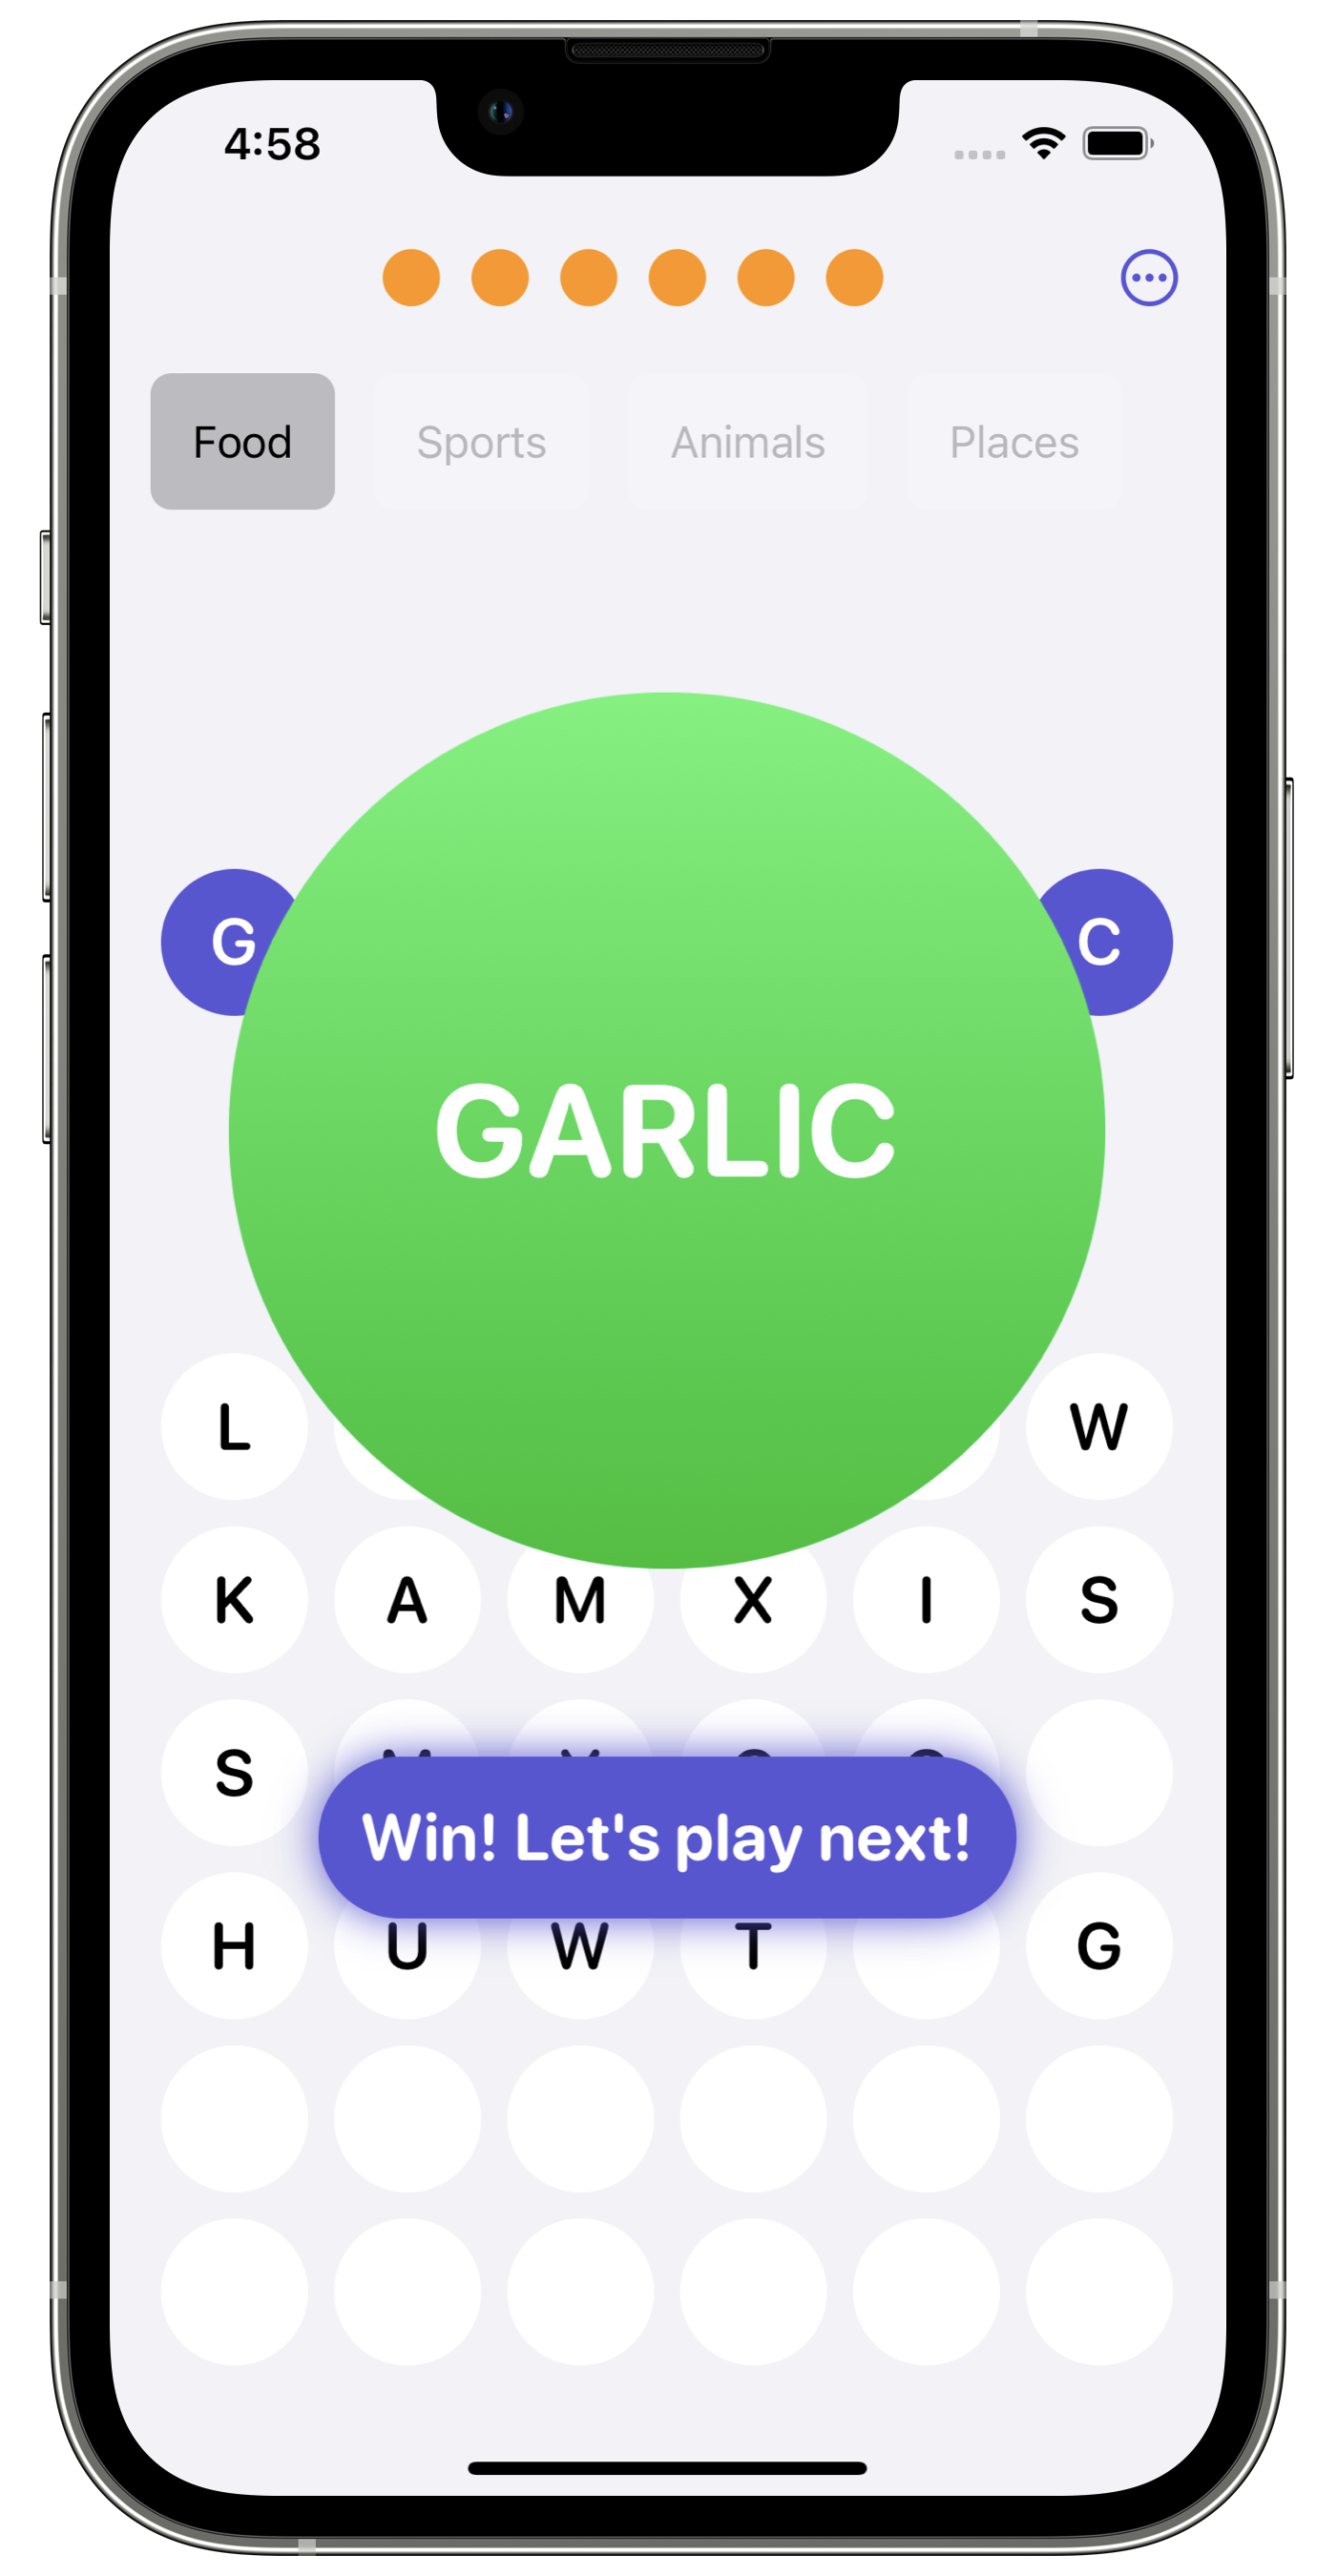 4:58
Food Sports Animals Places
G C
GARLIC
L W
K A M X I S
S
Win! Let's play next!
H U W T G